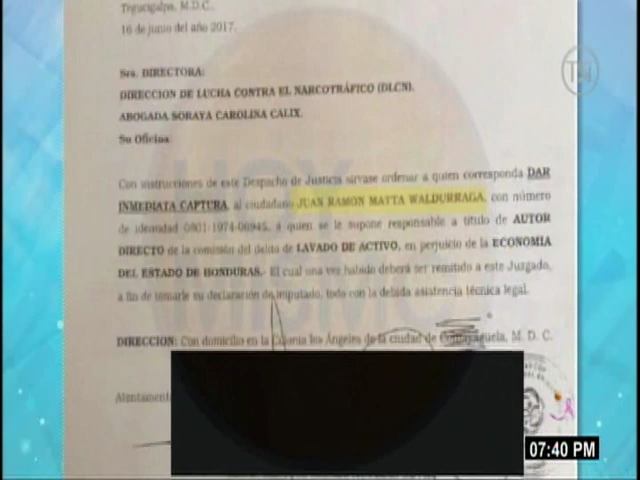 Tegucigalpa, M.D.C.
16 de junio del año 2017.
Sra. DIRECTORA:
DIRECCION DE LUCHA CONTRA EL NARCOTRÁFICO (DLCN).
ABOGADA SORAYA CAROLINA CALIX.
Su Oficina
Con instrucciones de este Despacho de Justicia sírvase ordenar a quien corresponda DAR
INMEDIATA CAPTURA, al ciudadano JUAN RAMON MATTA WALDURRAGA, con número
de identidad 0801-1974-06945, a quien se le supone responsable a título de AUTOR
DIRECTO de la comisión del delito de LAVADO DE ACTIVO, en perjuicio de la ECONOMIA
DEL ESTADO DE HONDURAS.- El cual una vez habido deberá ser remitido a este Juzgado,
a fin de tomarle su declaración de imputado, todo con la debida asistencia técnica legal.
DIRECCION: Con domicilio en la Colonia los Ángeles de la ciudad de Comayagüela, M. D. C.
Atentamente
HOY
MISMO
07:40 PM